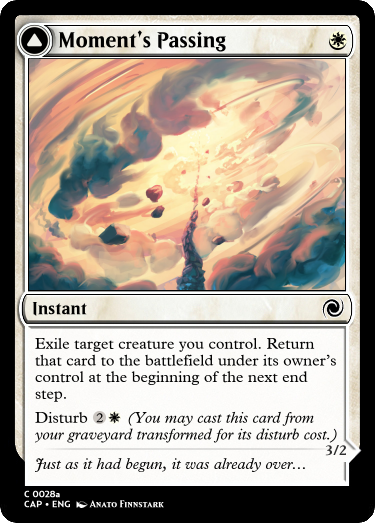 Moment's Passing
Instant
Exile target creature you control. Return
that card to the battlefield under its owner's
control at the beginning of the next end
step.
Disturb 2 (You may cast this card from
your graveyard transformed for its disturb cost.)
3/2
Just as it had begun, it was already over...
C 0028a
CAP • ENG Anato Finnstark